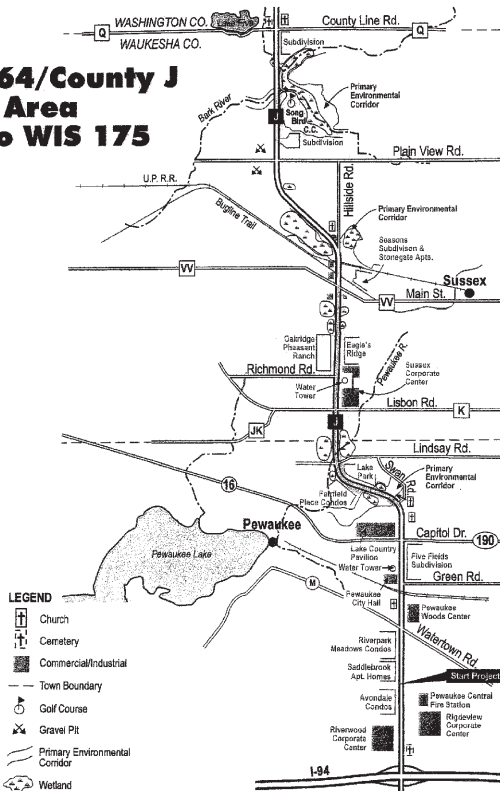 WASHINGTON CO.
County Line Rd.
Q
Q
WAUKESHA CO.
Subdivision
64/County J
Area
o WIS 175
Primary
Environmental
Corridor
Bark River
J
Song
Bird
C.C.
Subdivision
Plain View Rd.
U.P. R.R.
Hillside Rd.
Bugline Trail
Primary Environmental
Corridor
Seasons
Subdivision &
Stonegate Apts.
VV
Sussex
VV
Main St.
Oakridge
Pheasant
Ranch
Eagle's
Ridge
Pewaukee R.
Richmond Rd.
Sussex
Corporate
Center
Water
Tower
Lisbon Rd.
K
J
JK
Lindsay Rd.
Lake
Park
Swan Rd.
Primary
Environmental
Corridor
16
Fairfield
Place Condos
Pewaukee
Capitol Dr.
190
Pewaukee Lake
Lake Country
Pavilion
Five Fields
Subdivision
Water Tower
Green Rd.
M
Pewaukee
City Hall
Pewaukee
Woods Center
Watertown Rd.
Riverpark
Meadows Condos
Saddlebrook
Apt. Homes
Start Project
Avondale
Condos
Pewaukee Central
Fire Station
Riverwood
Corporate
Center
Ridgeview
Corporate
Center
I-94
LEGEND
Church
Cemetery
Commercial/Industrial
Town Boundary
Golf Course
Gravel Pit
Primary Environmental
Corridor
Wetland